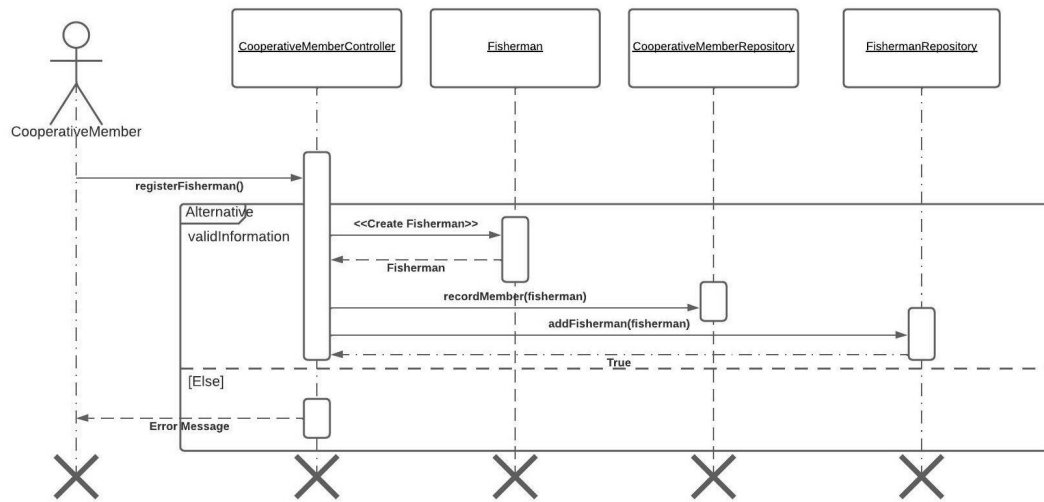 CooperativeMemberController
Fisherman
CooperativeMemberRepository
FishermanRepository
CooperativeMember
registerFisherman()
Alternative
validInformation
<<Create Fisherman>>
Fisherman
recordMember(fisherman)
addFisherman(fisherman)
True
[Else]
Error Message